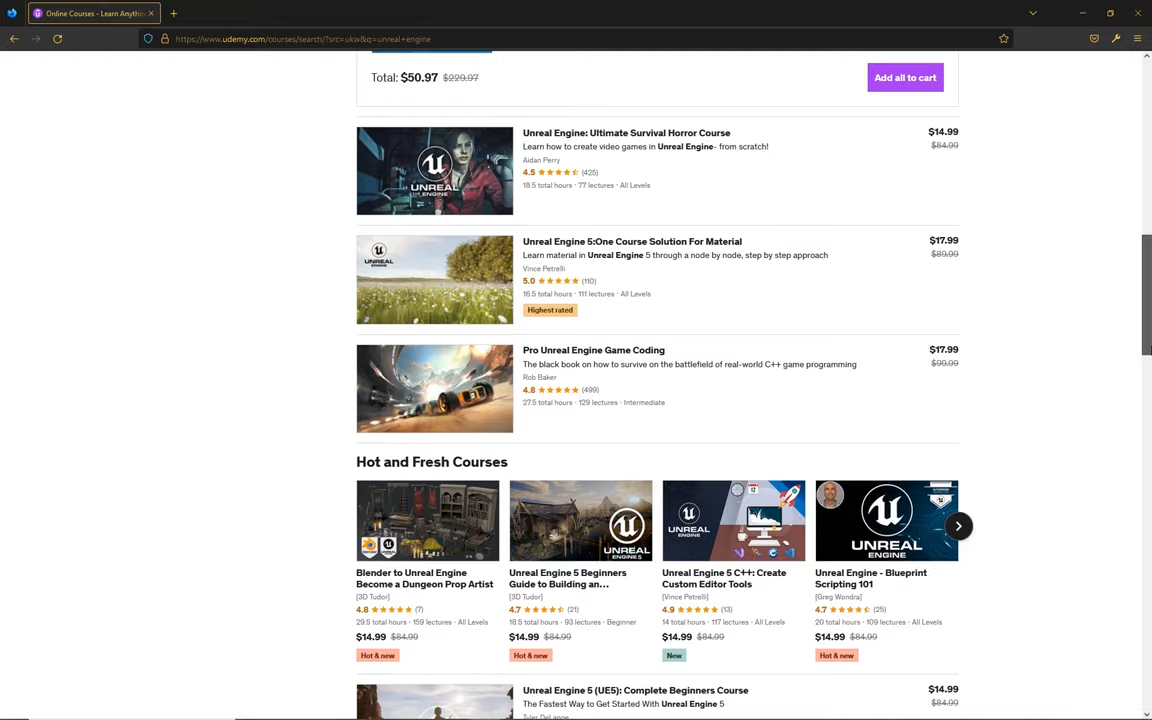 Online Courses - Learn Anythin
https://www.udemy.com/courses/search/?src=ukw&q=unreal+engine
Total: $50.97 $229.97
Add all to cart
UNREAL
ENGINE
Unreal Engine: Ultimate Survival Horror Course
$14.99
Learn how to create video games in Unreal Engine- from scratch!
$84.99
Aidan Perry
4.5 (425)
18.5 total hours · 77 lectures · All Levels
UNREAL
ENGINE
Unreal Engine 5:One Course Solution For Material
$17.99
Learn material in Unreal Engine 5 through a node by node, step by step approach
$89.99
Vince Petrelli
5.0 (110)
16.5 total hours · 111 lectures · All Levels
Highest rated
Pro Unreal Engine Game Coding
$17.99
The black book on how to survive on the battlefield of real-world C++ game programming
$99.99
Rob Baker
4.8 (499)
27.5 total hours · 129 lectures · Intermediate
Hot and Fresh Courses
UNREAL
ENGINE 5
UNREAL
ENGINE
UNREAL
ENGINE
Blender to Unreal Engine
Become a Dungeon Prop Artist
[3D Tudor]
4.8 (7)
29.5 total hours · 159 lectures · All Levels
$14.99 $84.99
Hot & new
Unreal Engine 5 Beginners
Guide to Building an...
[3D Tudor]
4.7 (21)
18.5 total hours · 93 lectures · Beginner
$14.99 $84.99
Hot & new
Unreal Engine 5 C++: Create
Custom Editor Tools
[Vince Petrelli]
4.9 (13)
14 total hours · 117 lectures · All Levels
$14.99 $84.99
New
Unreal Engine - Blueprint
Scripting 101
[Greg Wondra]
4.7 (25)
20 total hours · 109 lectures · All Levels
$14.99 $84.99
Hot & new
Unreal Engine 5 (UE5): Complete Beginners Course
$14.99
The Fastest Way to Get Started With Unreal Engine 5
$84.99
Tyler DeLange